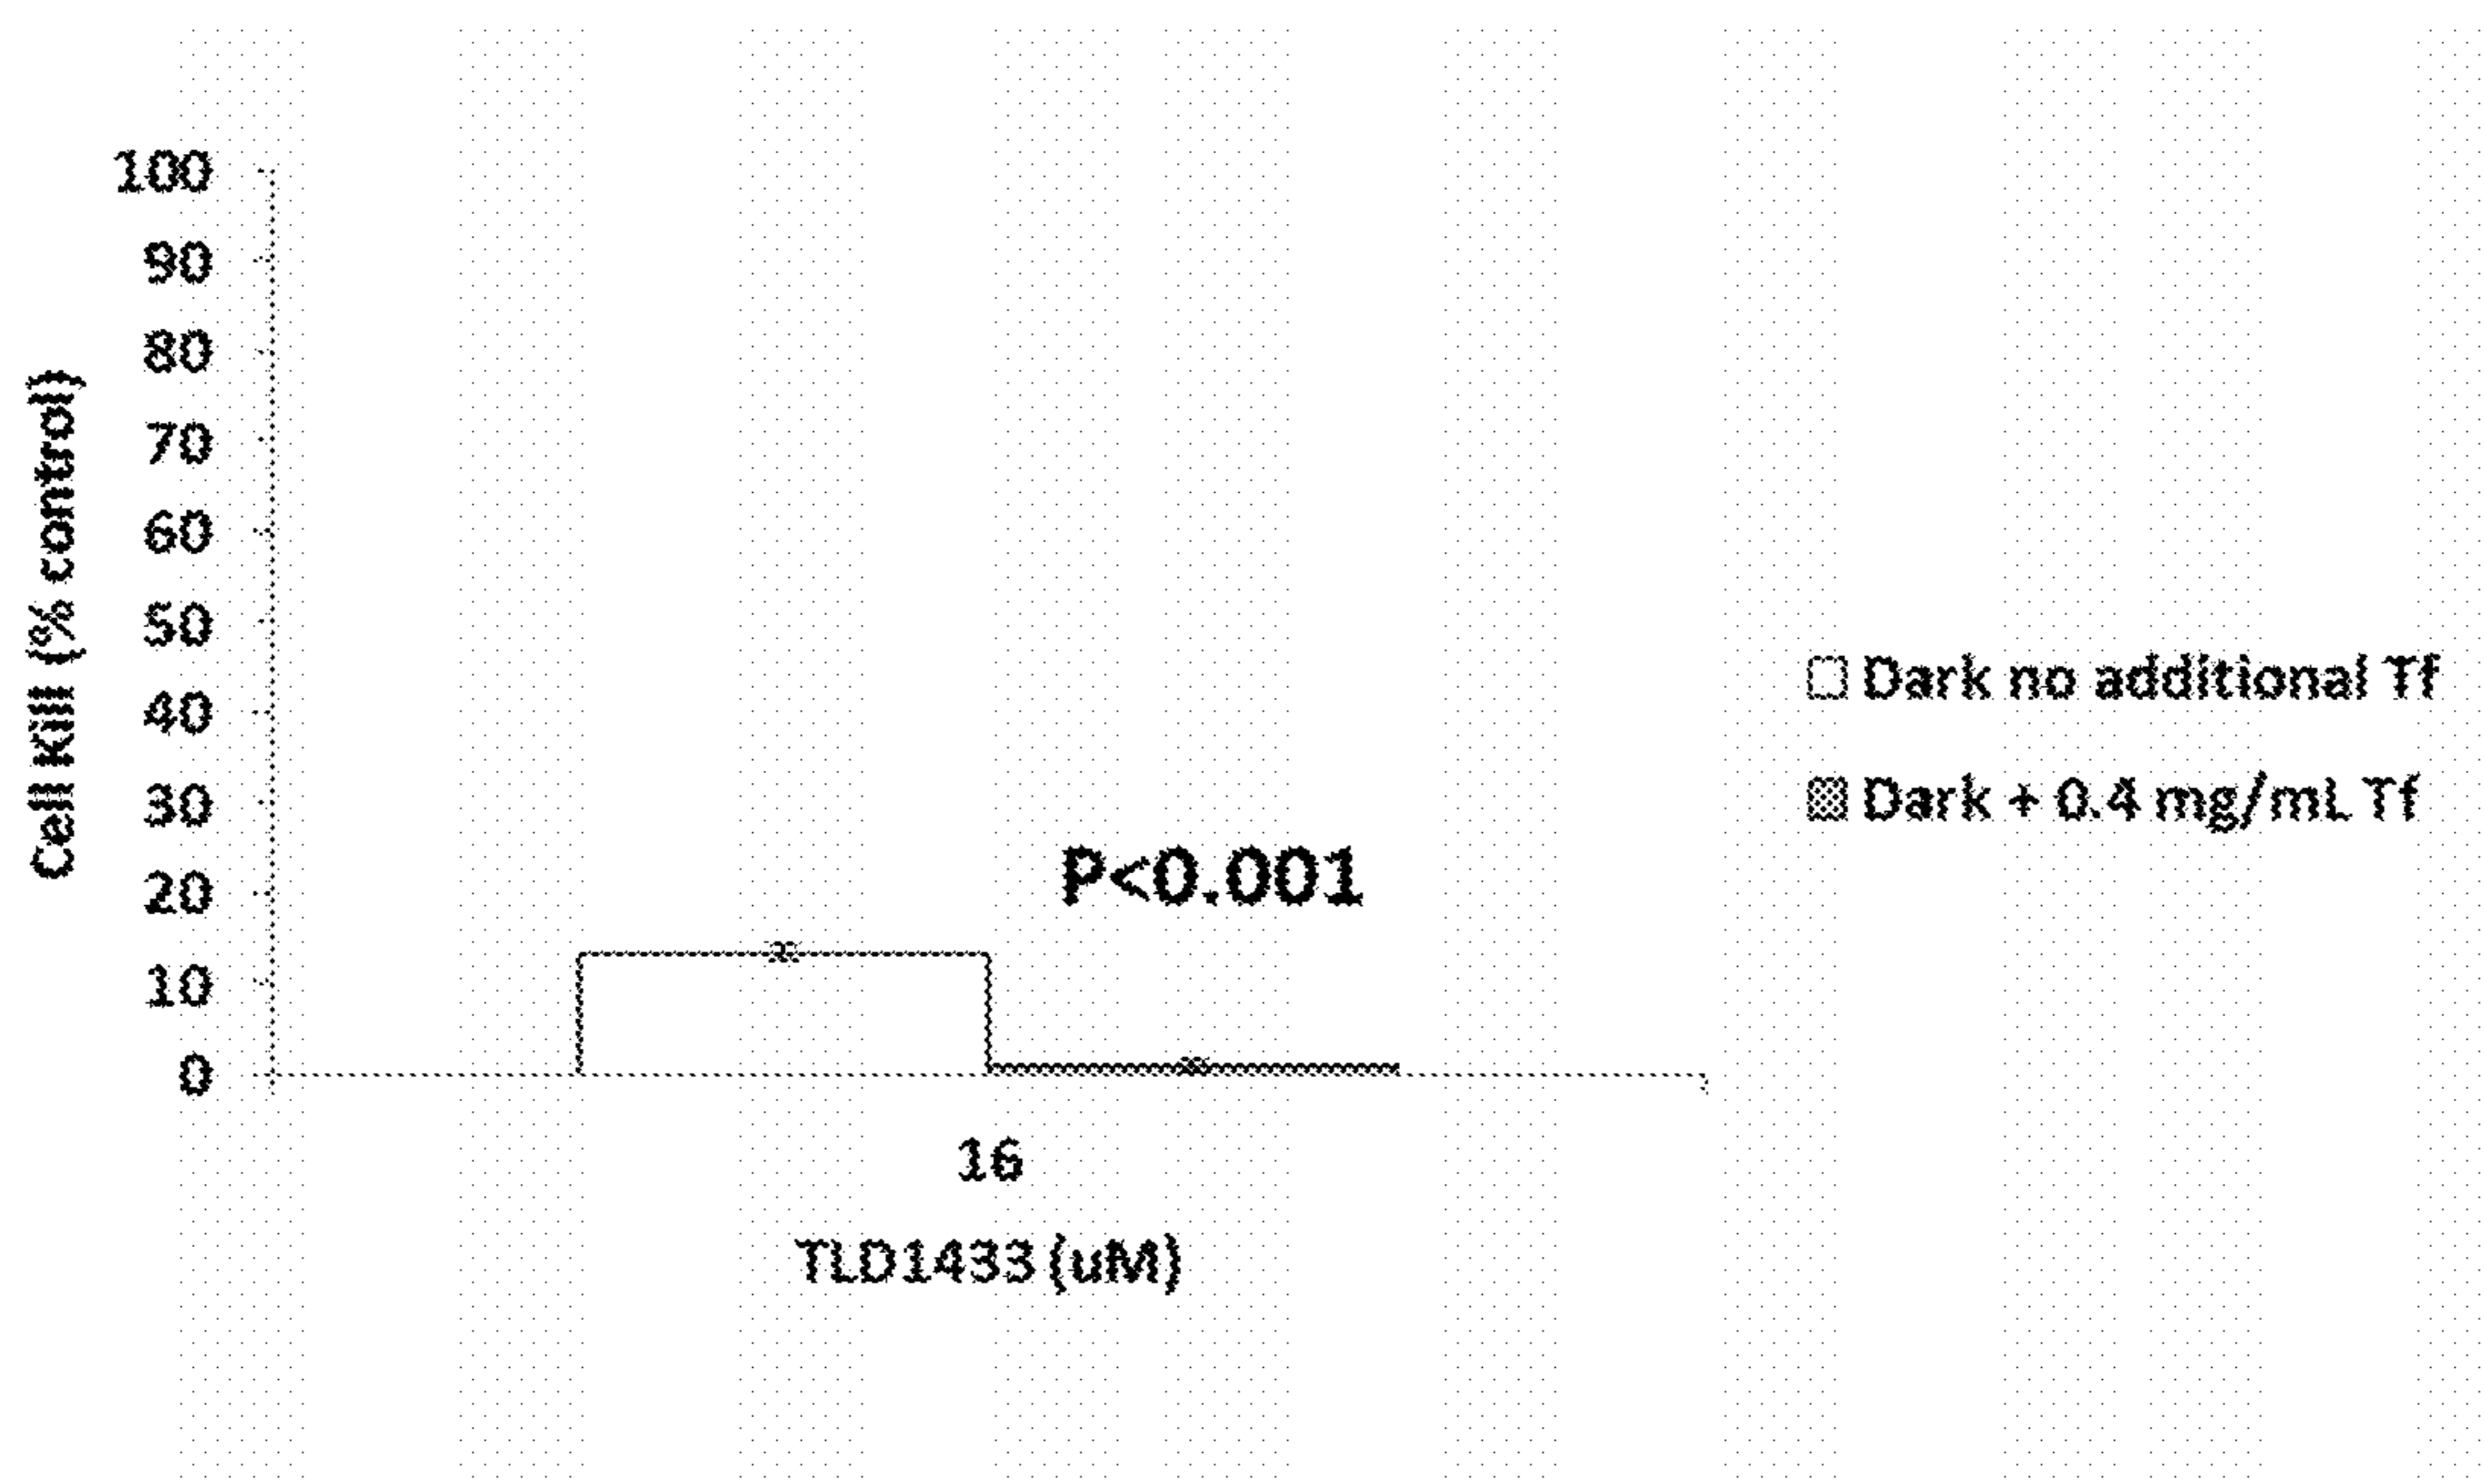 Cell kill (% control)
100
90
80
70
60
50
40
30
20
10
0
P<0.001
16
TLD1433 (uM)
Dark no additional Tf
Dark + 0.4 mg/mL Tf